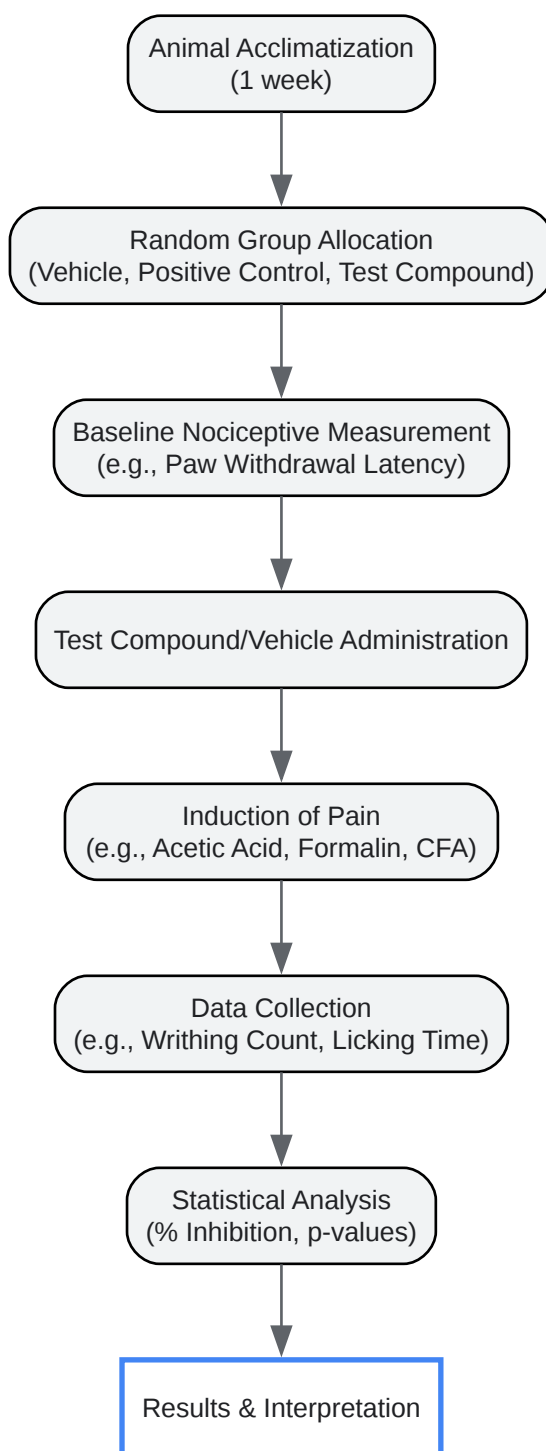 Animal Acclimatization
(1 week)
Random Group Allocation
(Vehicle, Positive Control, Test Compound)
Baseline Nociceptive Measurement
(e.g., Paw Withdrawal Latency)
Test Compound/Vehicle Administration
Induction of Pain
(e.g., Acetic Acid, Formalin, CFA)
Data Collection
(e.g., Writhing Count, Licking Time)
Statistical Analysis
(% Inhibition, p-values)
Results & Interpretation